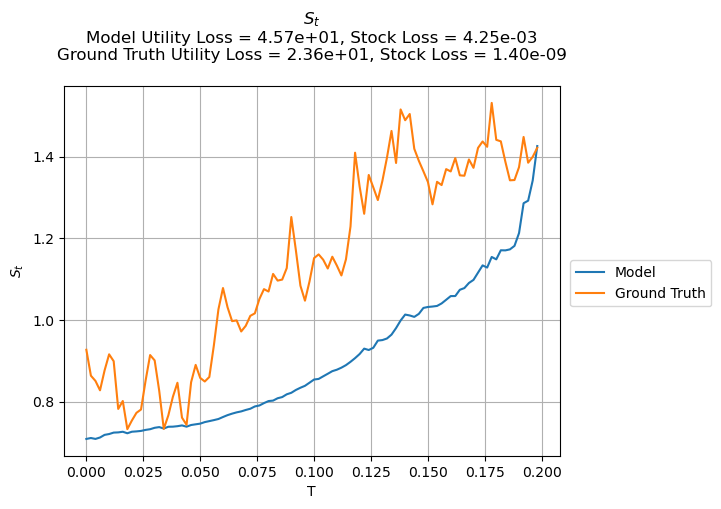 S_t
Model Utility Loss = 4.57e+01, Stock Loss = 4.25e-03
Ground Truth Utility Loss = 2.36e+01, Stock Loss = 1.40e-09
S_t
1.4
1.2
1.0
0.8
0.000 0.025 0.050 0.075 0.100 0.125 0.150 0.175 0.200
T
Model
Ground Truth